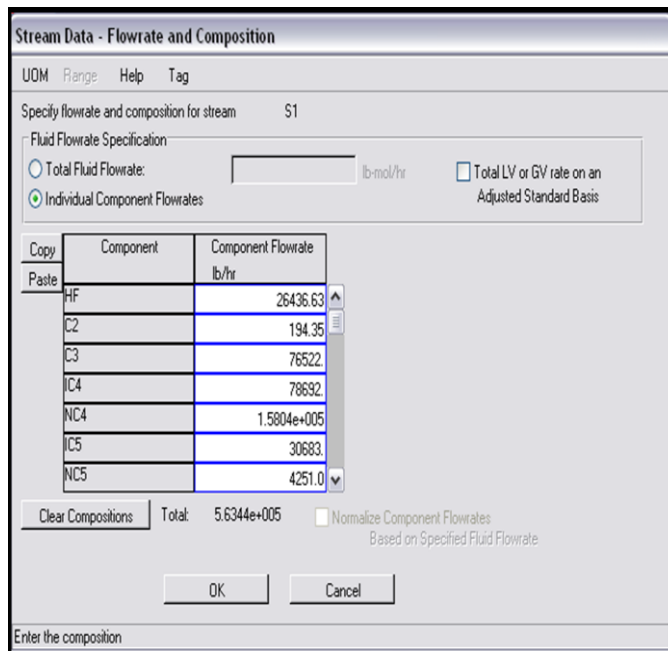 Stream Data - Flowrate and Composition
UOM Range Help Tag
Specify flowrate and composition for stream S1
Fluid Flowrate Specification
Total Fluid Flowrate: lb-mol/hr
Individual Component Flowrates
Total LV or GV rate on an
Adjusted Standard Basis
Copy
Paste
Component Component Flowrate
lb/hr
HF 26436.63
C2 194.35
C3 76522.
IC4 78692.
NC4 1.5804e+005
IC5 30683.
NC5 4251.0
Clear Compositions Total: 5.6344e+005
Normalize Component Flowrates
Based on Specified Fluid Flowrate
OK Cancel
Enter the composition